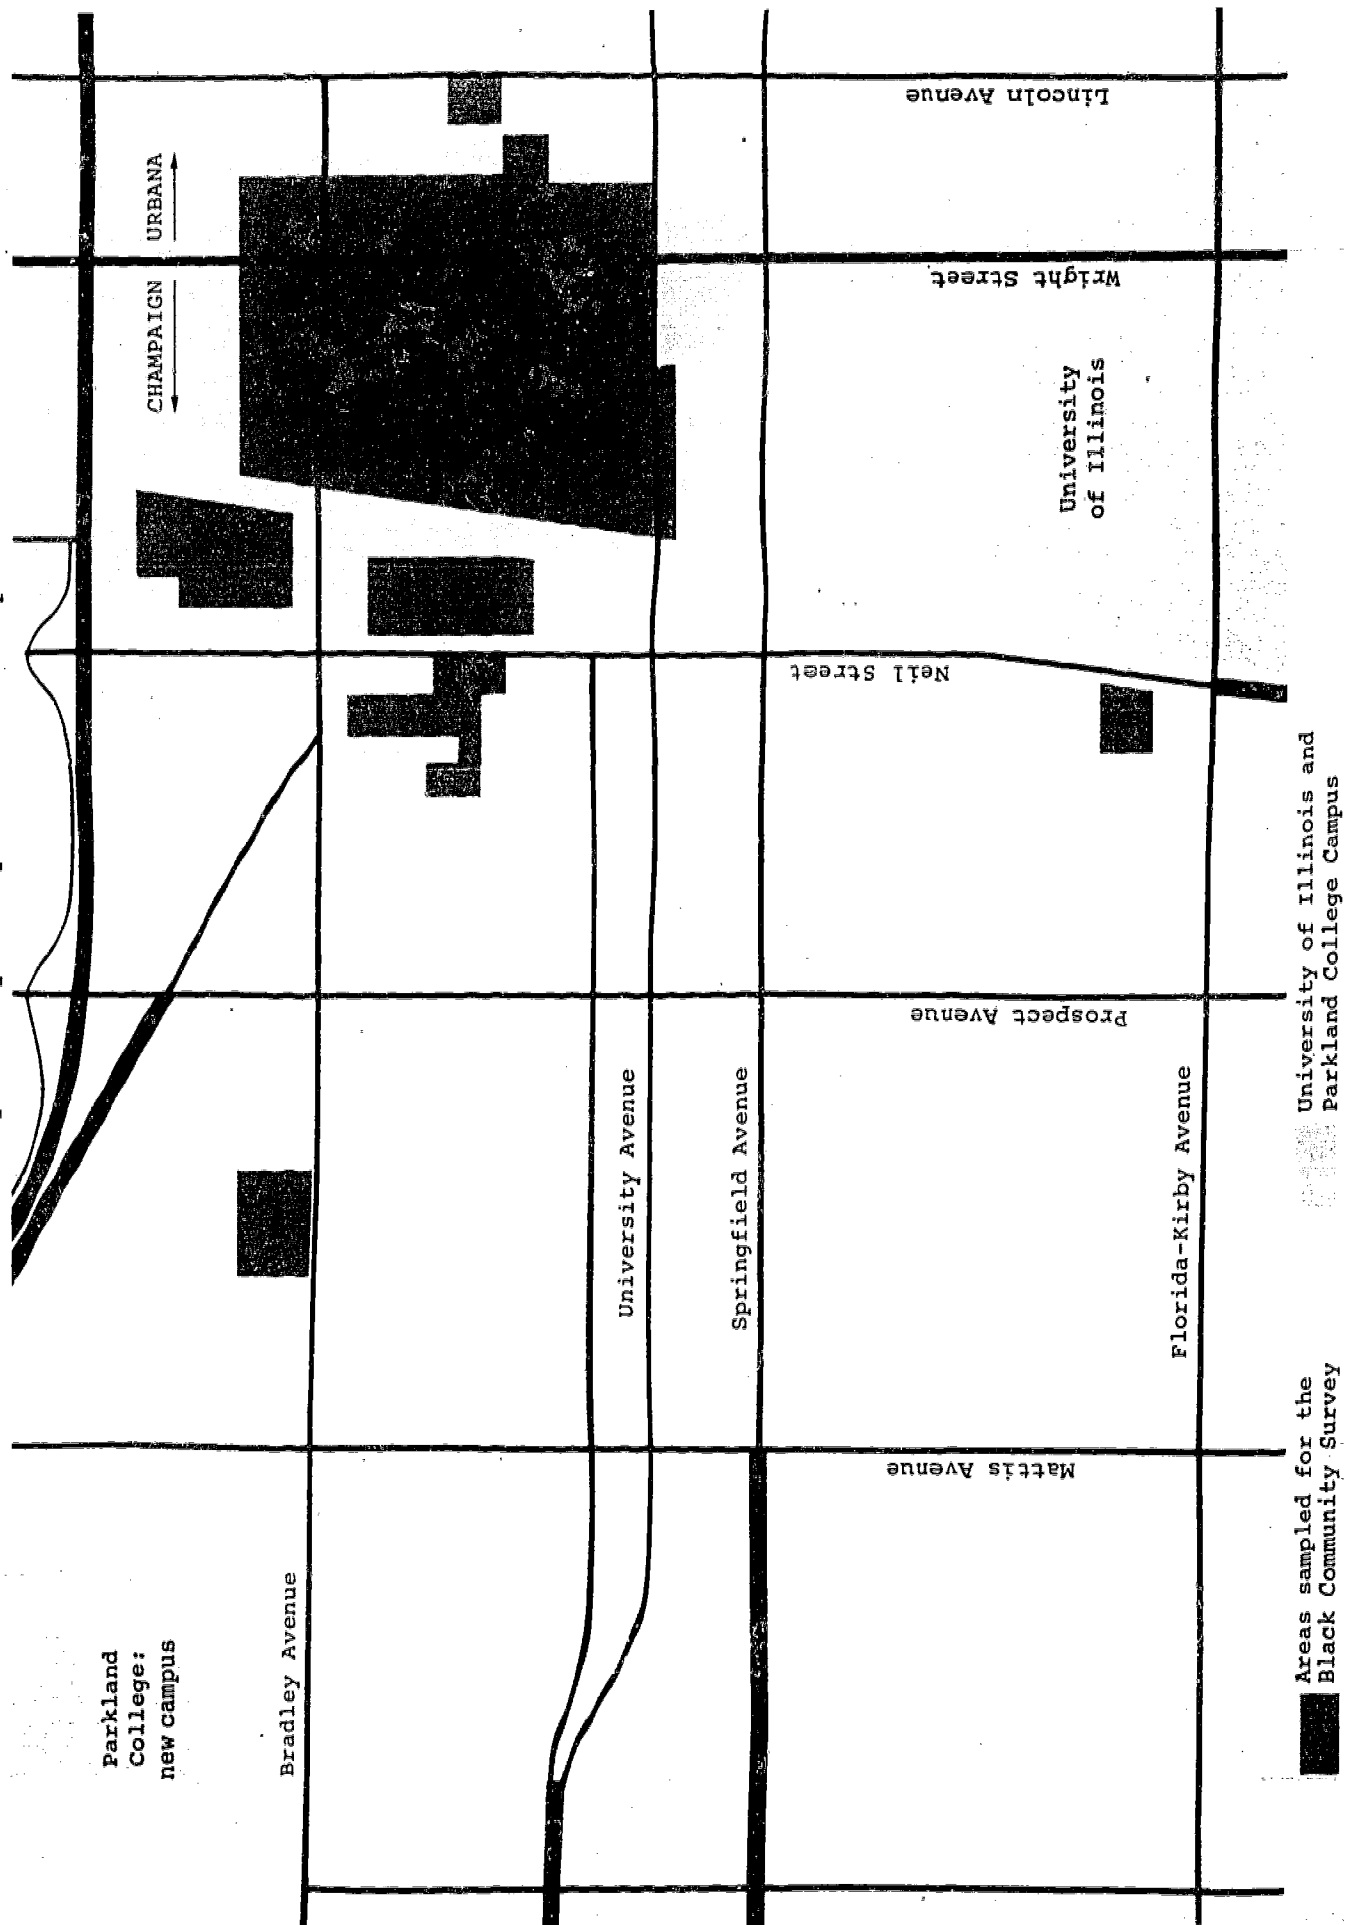 CHAMPAIGN URBANA
Lincoln Avenue
Wright Street
University
of Illinois
Neil Street
Prospect Avenue
University Avenue
Springfield Avenue
Florida-Kirby Avenue
Mattis Avenue
Parkland
College:
new campus
Bradley Avenue
Areas sampled for the
Black Community Survey
University of Illinois and
Parkland College Campus